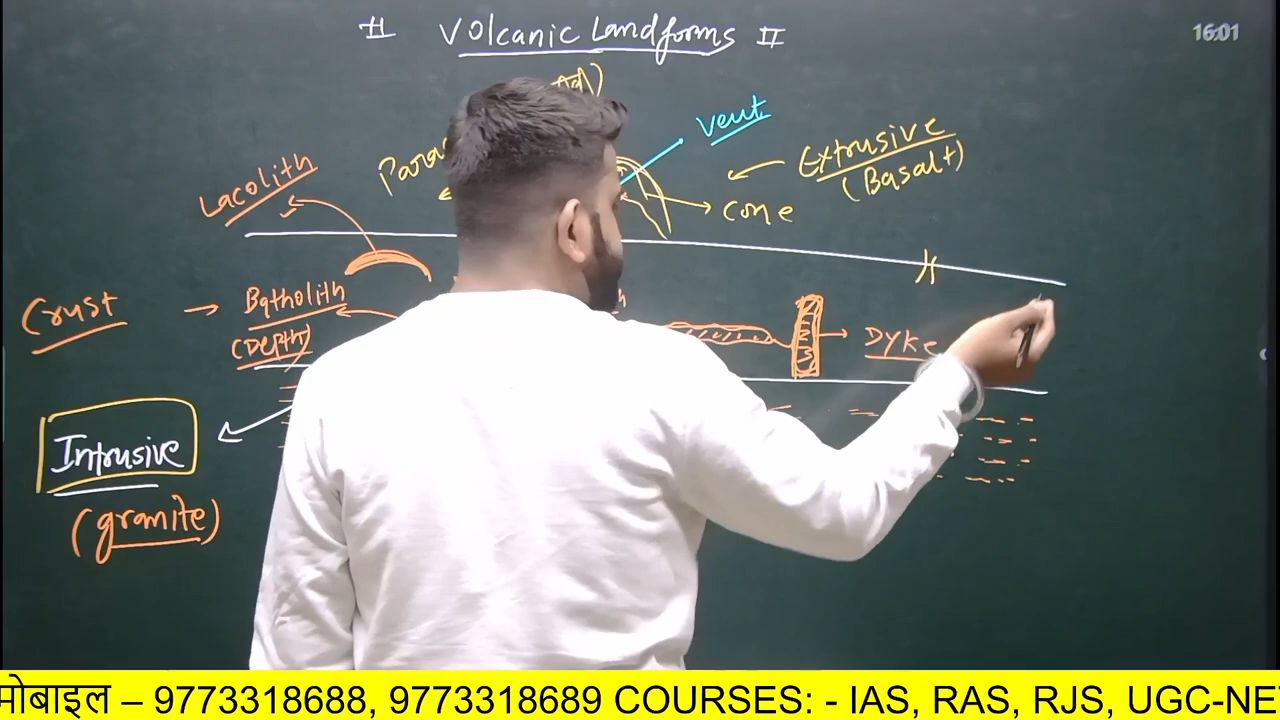 II Volcanic Landforms II
16:01
Vent
Extrusive
(Basalt)
Lacolith
Cone
Crust
Batholith
(Depth)
Dyke
Intrusive
(granite)
मोबाइल – 9773318688, 9773318689 COURSES: - IAS, RAS, RJS, UGC-NE